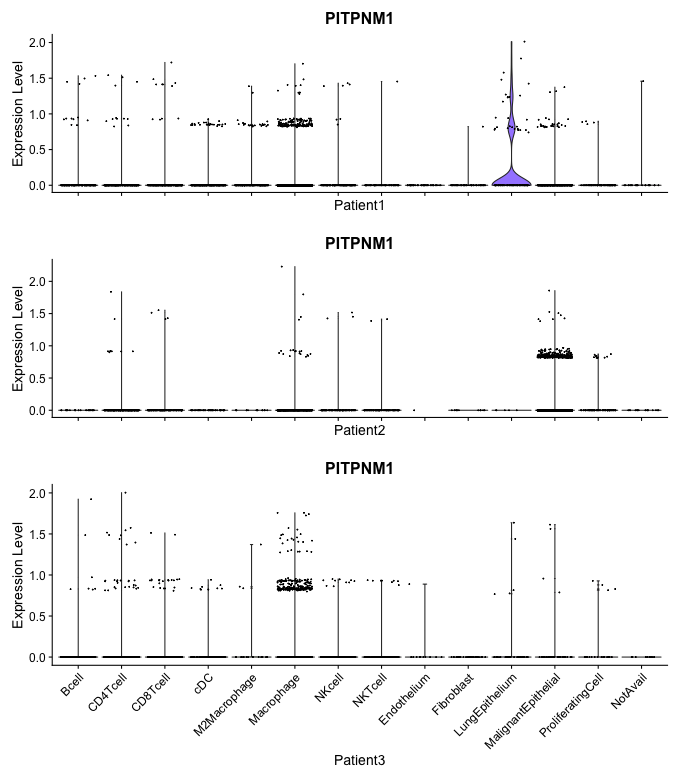 PITPNM1
Expression Level
2.0
1.5
1.0
0.5
0.0
Patient1
PITPNM1
Expression Level
2.0
1.5
1.0
0.5
0.0
Patient2
PITPNM1
Expression Level
2.0
1.5
1.0
0.5
0.0
Bcell
CD4Tcell
CD8Tcell
cDC
M2Macrophage
Macrophage
NKcell
NKTcell
Endothelium
Fibroblast
LungEpithelium
MalignantEpithelial
ProliferatingCell
NotAvail
Patient3